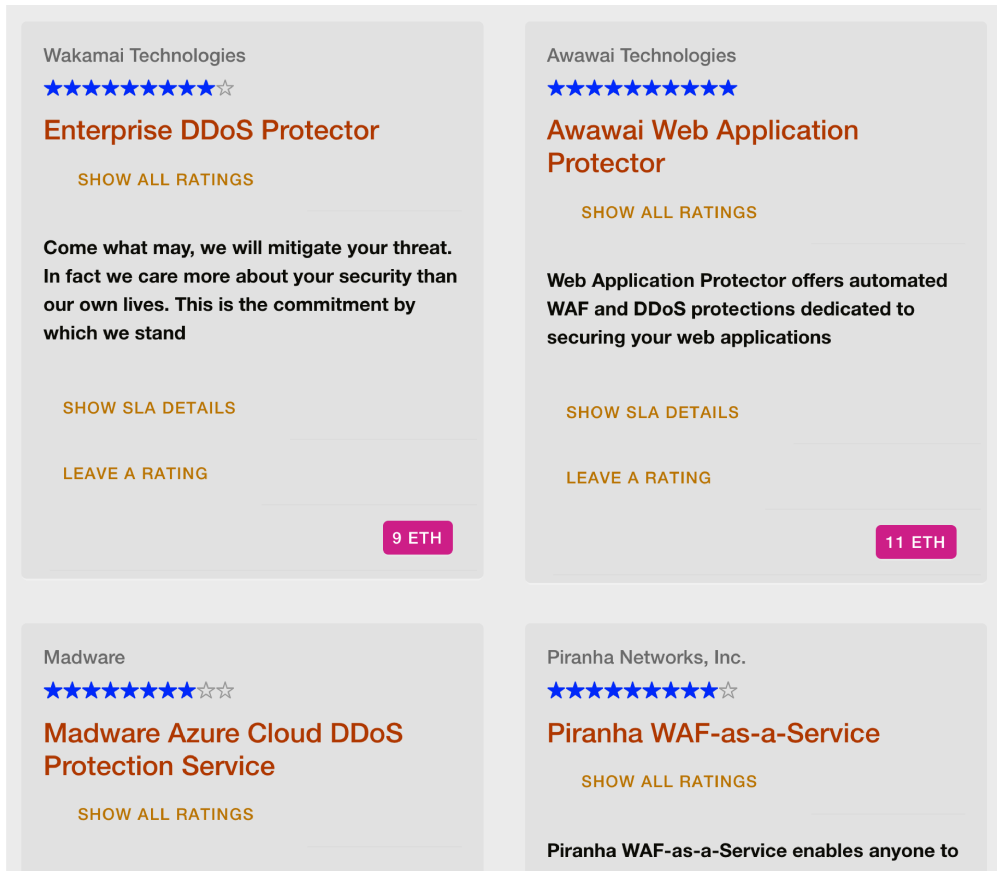 Wakamai Technologies
Enterprise DDoS Protector
SHOW ALL RATINGS
Come what may, we will mitigate your threat.
In fact we care more about your security than
our own lives. This is the commitment by
which we stand
SHOW SLA DETAILS
LEAVE A RATING
9 ETH
Awawai Technologies
Awawai Web Application
Protector
SHOW ALL RATINGS
Web Application Protector offers automated
WAF and DDoS protections dedicated to
securing your web applications
SHOW SLA DETAILS
LEAVE A RATING
11 ETH
Madware
Madware Azure Cloud DDoS
Protection Service
SHOW ALL RATINGS
Piranha Networks, Inc.
Piranha WAF-as-a-Service
SHOW ALL RATINGS
Piranha WAF-as-a-Service enables anyone to